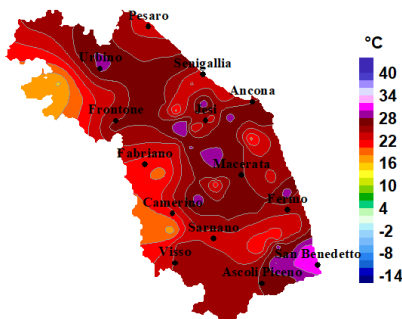 Pesaro
Urbino
Senigallia
Ancona
Frontone
Jesi
Fabriano
Macerata
Camerino
Fermo
Sarnano
Visso
San Benedetto
Ascoli Piceno
°C
40
34
28
22
16
10
4
-2
-8
-14